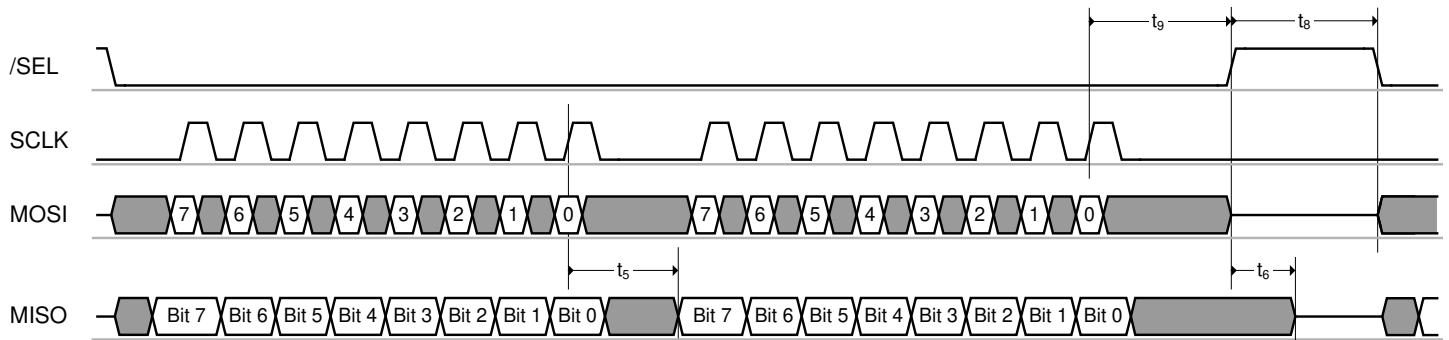 t9 t8
/SEL
SCLK
MOSI 7 6 5 4 3 2 1 0 7 6 5 4 3 2 1 0
t5 t6
MISO Bit 7 Bit 6 Bit 5 Bit 4 Bit 3 Bit 2 Bit 1 Bit 0 Bit 7 Bit 6 Bit 5 Bit 4 Bit 3 Bit 2 Bit 1 Bit 0